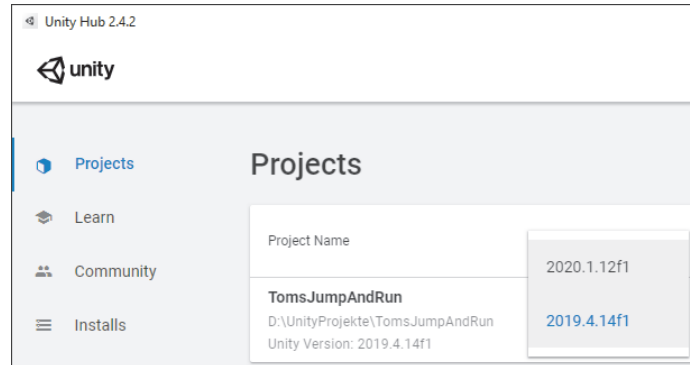 Unity Hub 2.4.2
unity
Projects
Learn
Community
Installs
Projects
Project Name
TomsJumpAndRun
D:\UnityProjekte\TomsJumpAndRun
Unity Version: 2019.4.14f1
2020.1.12f1
2019.4.14f1